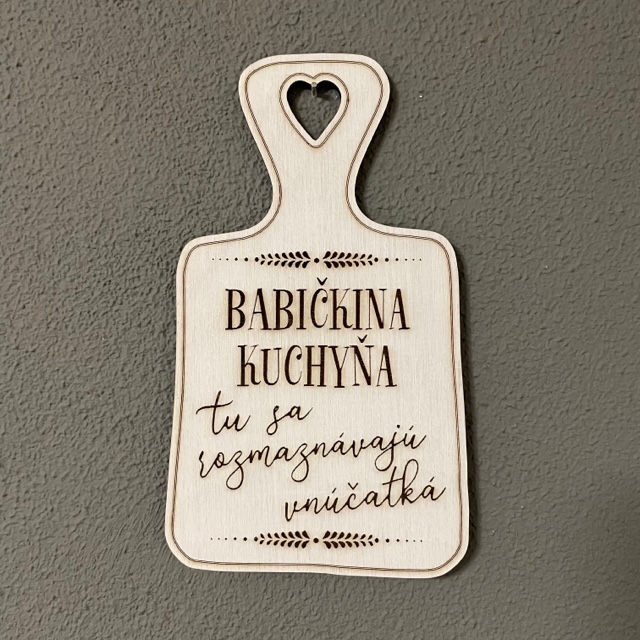 BABIČKINA
KUCHYŇA
tu sa
rozmaznávajú
vnúčatká